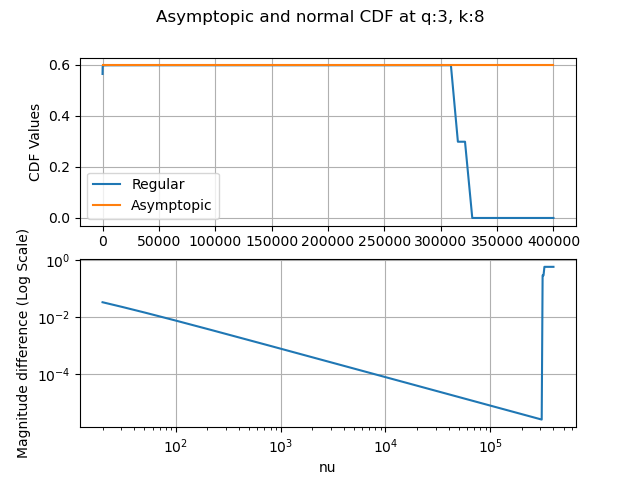 Asymptopic and normal CDF at q:3, k:8
CDF Values
0.6
0.4
0.2
0.0
Regular
Asymptopic
0 50000 100000 150000 200000 250000 300000 350000 400000
Magnitude difference (Log Scale)
10^0
10^-2
10^-4
10^2 10^3 10^4 10^5
nu